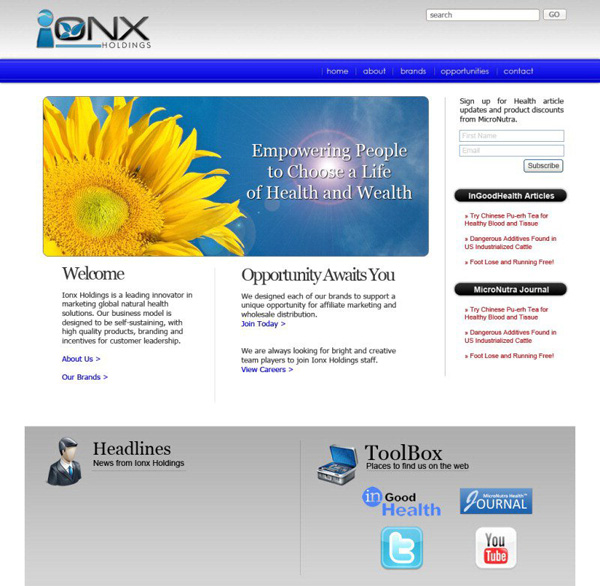 iONX
HOLDINGS
search
GO
home
about
brands
opportunities
contact
Empowering People
to Choose a Life
of Health and Wealth
Sign up for Health article
updates and product discounts
from MicroNutra.
First Name
Email
Subscribe
InGoodHealth Articles
» Try Chinese Pu-erh Tea for
Healthy Blood and Tissue
» Dangerous Additives Found in
US Industrialized Cattle
» Foot Lose and Running Free!
MicroNutra Journal
» Try Chinese Pu-erh Tea for
Healthy Blood and Tissue
» Dangerous Additives Found in
US Industrialized Cattle
» Foot Lose and Running Free!
Welcome
Ionx Holdings is a leading innovator in
marketing global natural health
solutions. Our business model is
designed to be self-sustaining, with
high quality products, branding and
incentives for customer leadership.
About Us >
Our Brands >
Opportunity Awaits You
We designed each of our brands to support a
unique opportunity for affiliate marketing and
wholesale distribution.
Join Today >
We are always looking for bright and creative
team players to join Ionx Holdings staff.
View Careers >
Headlines
News from Ionx Holdings
ToolBox
Places to find us on the web
in Good
Health
MicroNutra Health™
JOURNAL
You
Tube